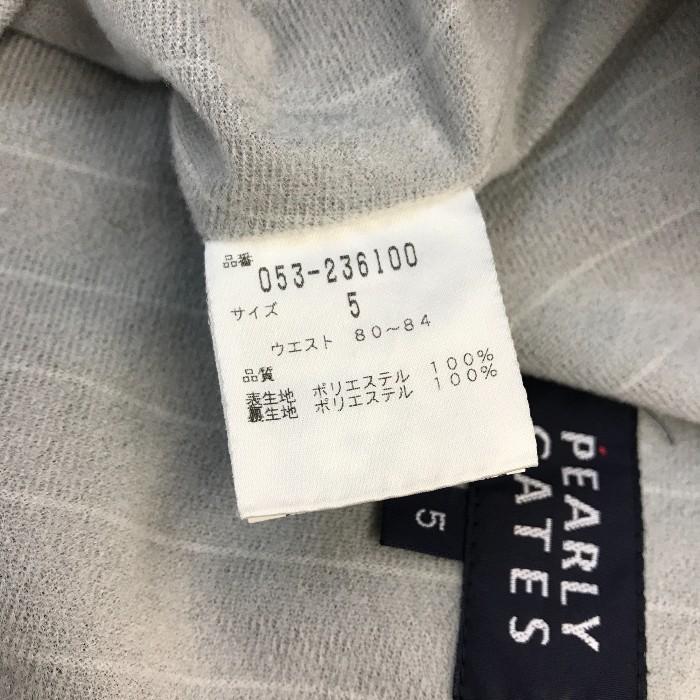 品番
053-236100
サイズ 5
ウエスト 80〜84
品質
表生地 ポリエステル 100%
裏生地 ポリエステル 100%
5
PEARLY
GATES